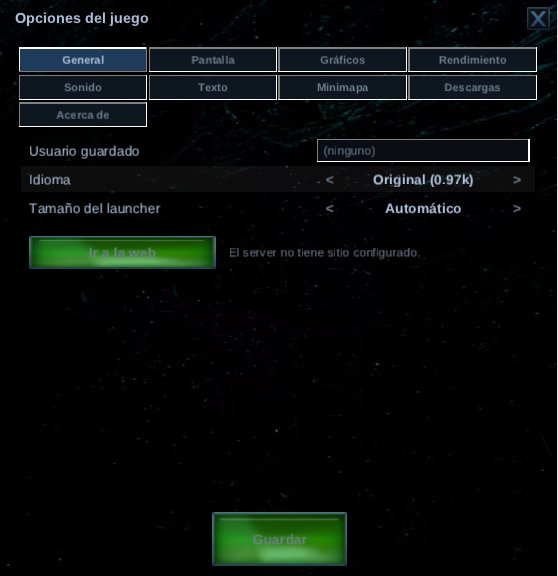 Opciones del juego X
General Pantalla Gráficos Rendimiento
Sonido Texto Minimapa Descargas
Acerca de
Usuario guardado (ninguno)
Idioma < Original (0.97k) >
Tamaño del launcher < Automático >
Ir a la web El server no tiene sitio configurado.
Guardar